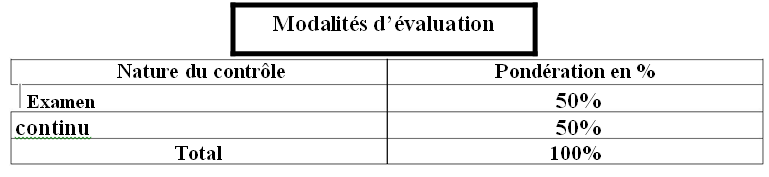 Modalités d’évaluation
Nature du contrôle Pondération en %
Examen 50%
continu 50%
Total 100%